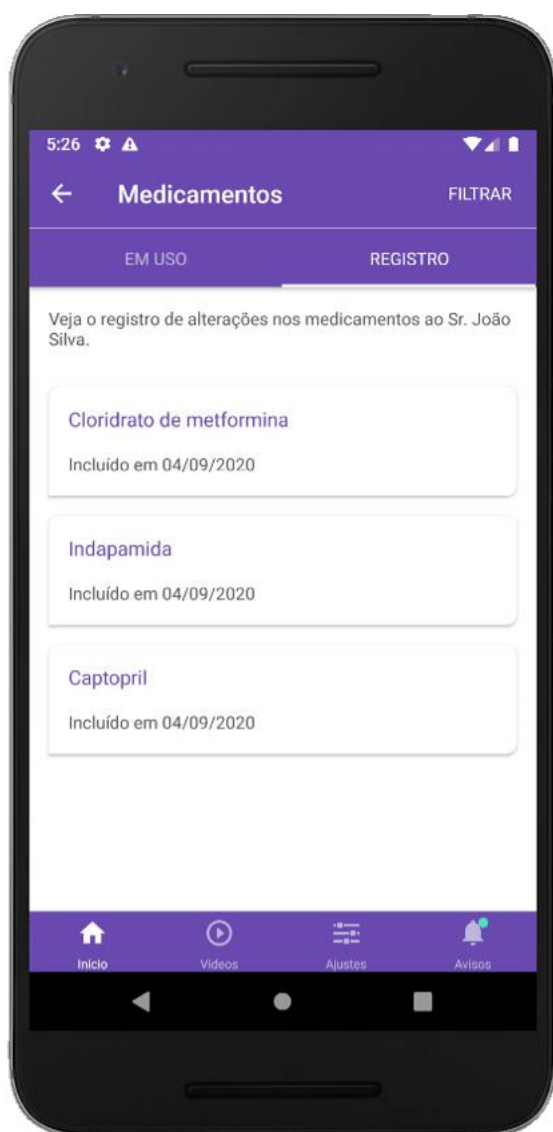 5:26
Medicamentos
FILTRAR
EM USO
REGISTRO
Veja o registro de alterações nos medicamentos ao Sr. João
Silva.
Cloridrato de metformina
Incluído em 04/09/2020
Indapamida
Incluído em 04/09/2020
Captopril
Incluído em 04/09/2020
Início
Videos
Ajustes
Avisos